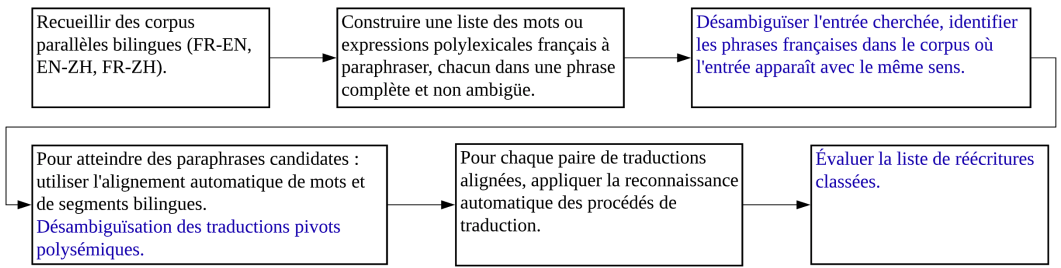 Recueillir des corpus
parallèles bilingues (FR-EN,
EN-ZH, FR-ZH).
Construire une liste des mots ou
expressions polylexicales français à
paraphraser, chacun dans une phrase
complète et non ambigüe.
Désambiguïser l'entrée cherchée, identifier
les phrases françaises dans le corpus où
l'entrée apparaît avec le même sens.
Pour atteindre des paraphrases candidates :
utiliser l'alignement automatique de mots et
de segments bilingues.
Désambiguïsation des traductions pivots
polysémiques.
Pour chaque paire de traductions
alignées, appliquer la reconnaissance
automatique des procédés de
traduction.
Évaluer la liste de réécritures
classées.